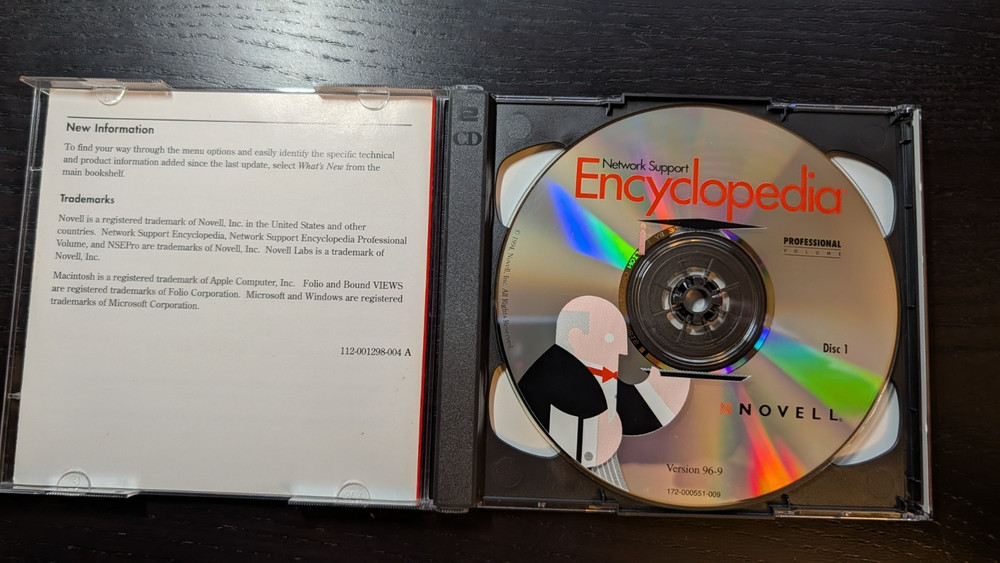 New Information
To find your way through the menu options and easily identify the specific technical
and product information added since the last update, select What's New from the
main bookshelf.
Trademarks
Novell is a registered trademark of Novell, Inc. in the United States and other
countries. Network Support Encyclopedia, Network Support Encyclopedia Professional
Volume, and NSEPro are trademarks of Novell, Inc. Novell Labs is a trademark of
Novell, Inc.
Macintosh is a registered trademark of Apple Computer, Inc. Folio and Bound VIEWS
are registered trademarks of Folio Corporation. Microsoft and Windows are registered
trademarks of Microsoft Corporation.
112-001298-004 A
2
CD
Network Support
Encyclopedia
PROFESSIONAL
VOLUME
© 1994, Novell, Inc. All Rights Reserved
Disc 1
NOVELL®
Version 96-9
172-000551-009